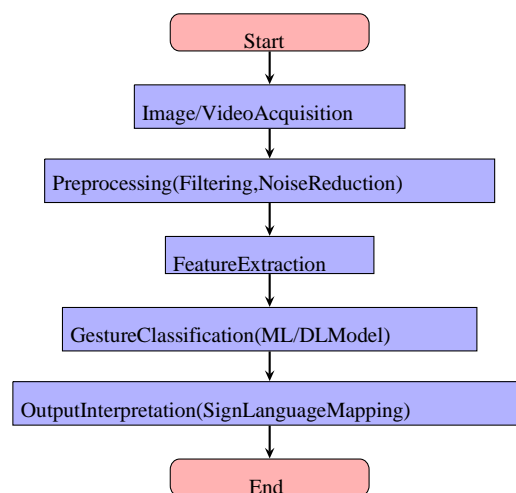 Start
Image/VideoAcquisition
Preprocessing(Filtering,NoiseReduction)
FeatureExtraction
GestureClassification(ML/DLModel)
OutputInterpretation(SignLanguageMapping)
End